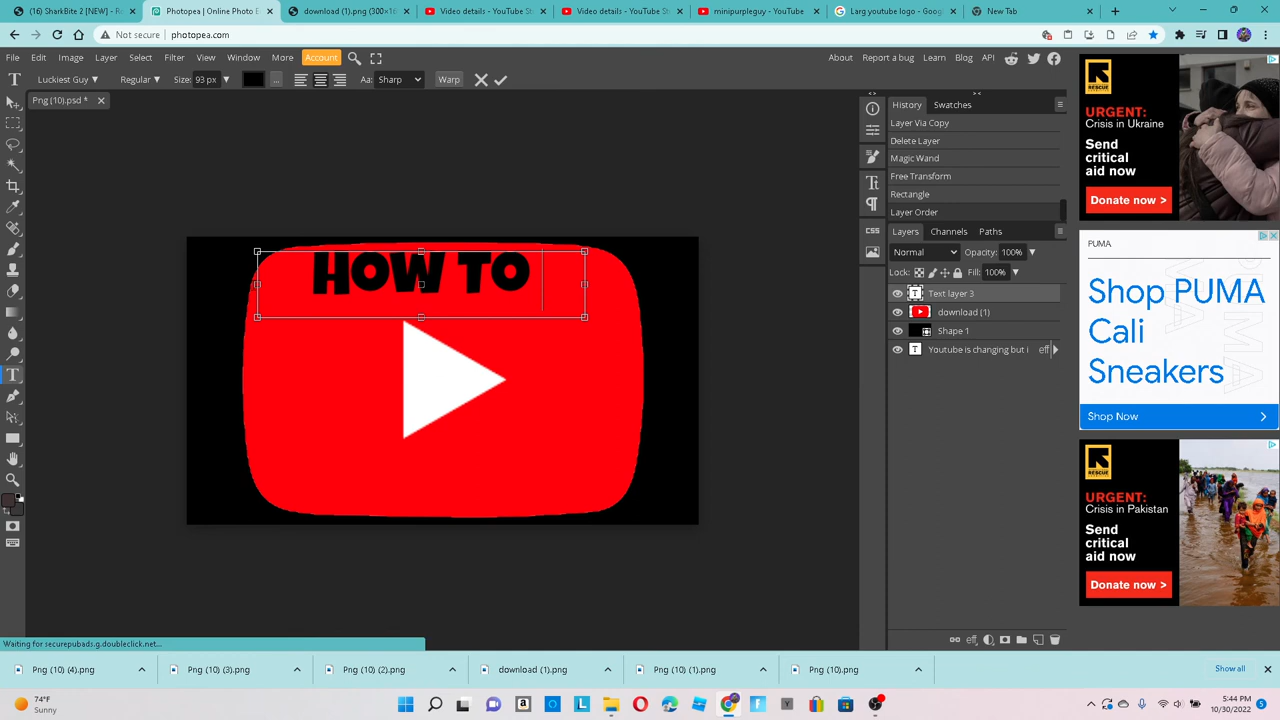 (10) SharkBite 2 [NEW] - R
Photopea | Online Photo E
download (1).png (300×16
Video details - YouTube St
Video details - YouTube St
minipurpleguy - YouTube
Larg youtube logo - Goog
New Tab
Not secure | photopea.com
File Edit Image Layer Select Filter View Window More Account
About Report a bug Learn Blog API
Luckiest Guy Regular Size: 93 px ... Aa: Sharp Warp
Png (10).psd *
HOW TO
History Swatches
Layer Via Copy
Delete Layer
Magic Wand
Free Transform
Rectangle
Layer Order
Layers Channels Paths
Normal Opacity: 100%
Lock: Fill: 100%
Text layer 3
download (1)
Shape 1
Youtube is changing but i eff
CSS
eff
RESCUE
URGENT:
Crisis in Ukraine
Send
critical
aid now
Donate now >
PUMA
Shop PUMA
Cali
Sneakers
Shop Now
RESCUE
URGENT:
Crisis in Pakistan
Send
critical
aid now
Donate now >
Waiting for securepubads.g.doubleclick.net...
Png (10) (4).png
Png (10) (3).png
Png (10) (2).png
download (1).png
Png (10) (1).png
Png (10).png
Show all
74°F
Sunny
5:44 PM
10/30/2022
5